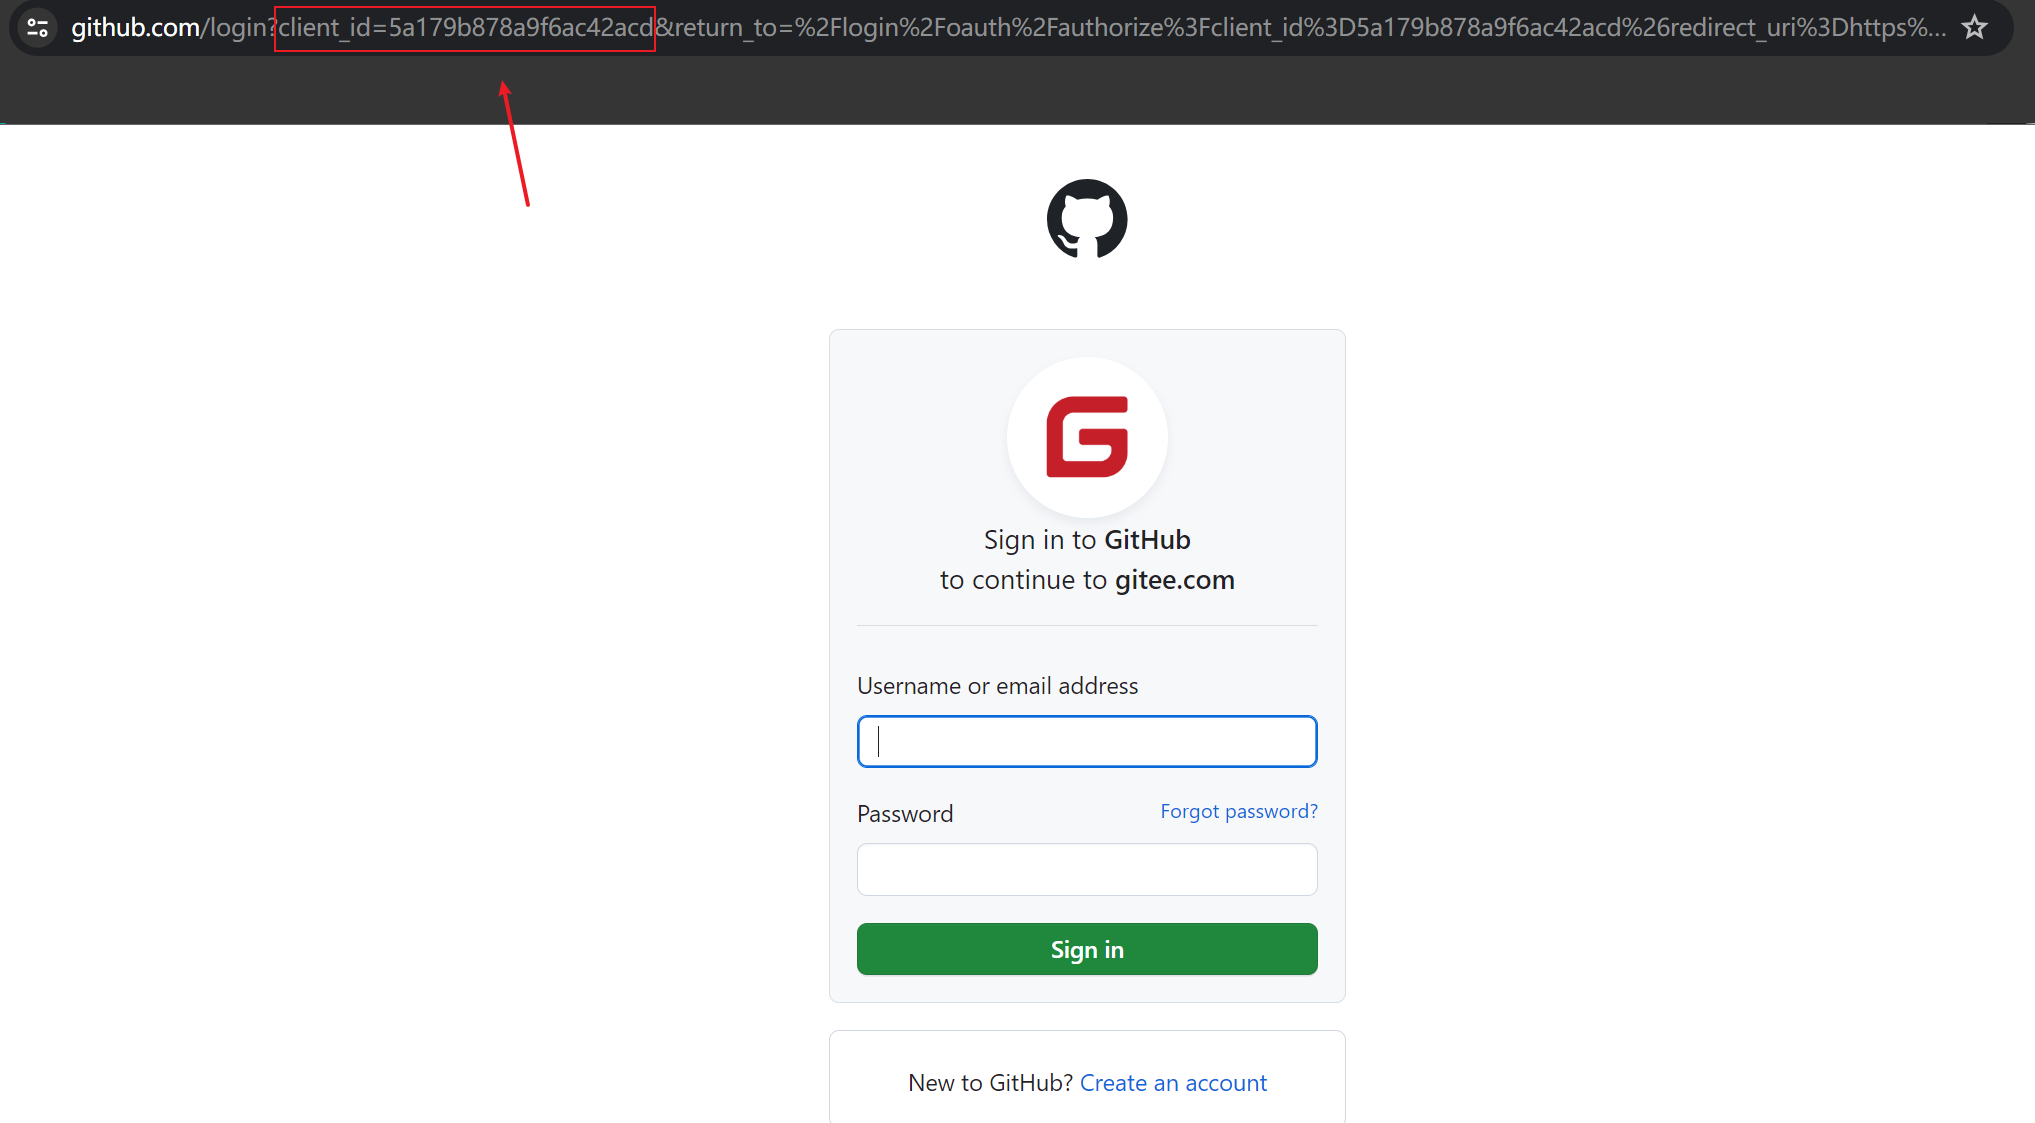 github.com/login?client_id=5a179b878a9f6ac42acd&return_to=%2Flogin%2Foauth%2Fauthorize%3Fclient_id%3D5a179b878a9f6ac42acd%26redirect_uri%3Dhttps%...
Sign in to GitHub
to continue to gitee.com
Username or email address
Password Forgot password?
Sign in
New to GitHub? Create an account